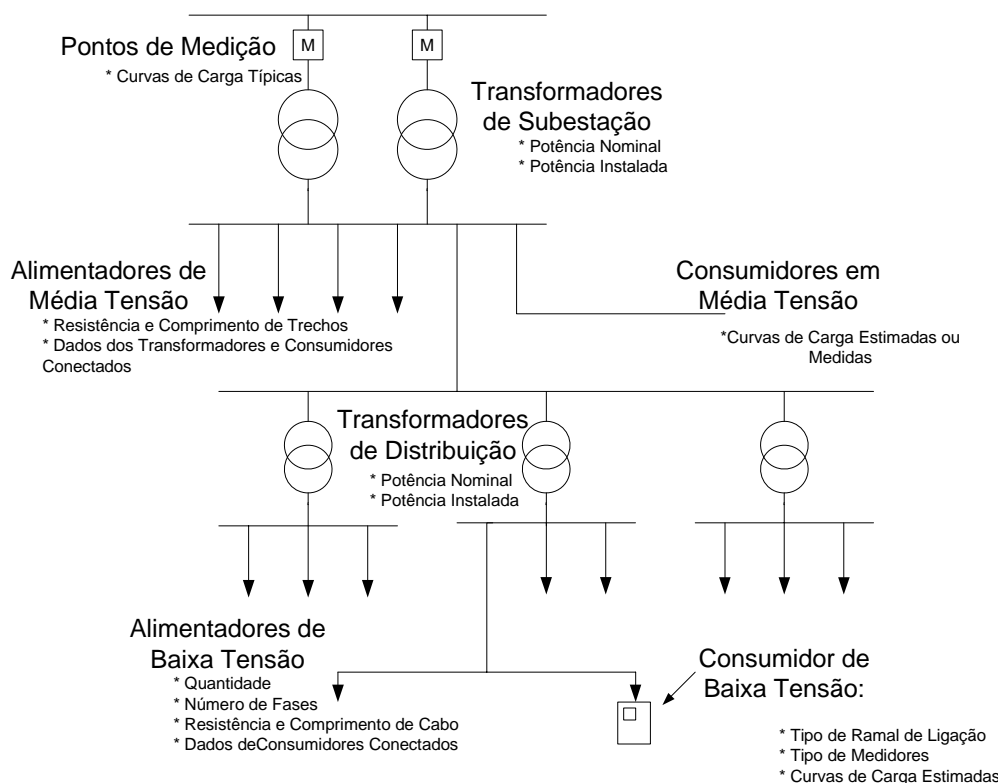 Pontos de Medição
* Curvas de Carga Típicas
M
M
Transformadores
de Subestação
* Potência Nominal
* Potência Instalada
Alimentadores de
Média Tensão
* Resistência e Comprimento de Trechos
* Dados dos Transformadores e Consumidores
Conectados
Consumidores em
Média Tensão
*Curvas de Carga Estimadas ou
Medidas
Transformadores
de Distribuição
* Potência Nominal
* Potência Instalada
Alimentadores de
Baixa Tensão
* Quantidade
* Número de Fases
* Resistência e Comprimento de Cabo
* Dados deConsumidores Conectados
Consumidor de
Baixa Tensão:
* Tipo de Ramal de Ligação
* Tipo de Medidores
* Curvas de Carga Estimadas